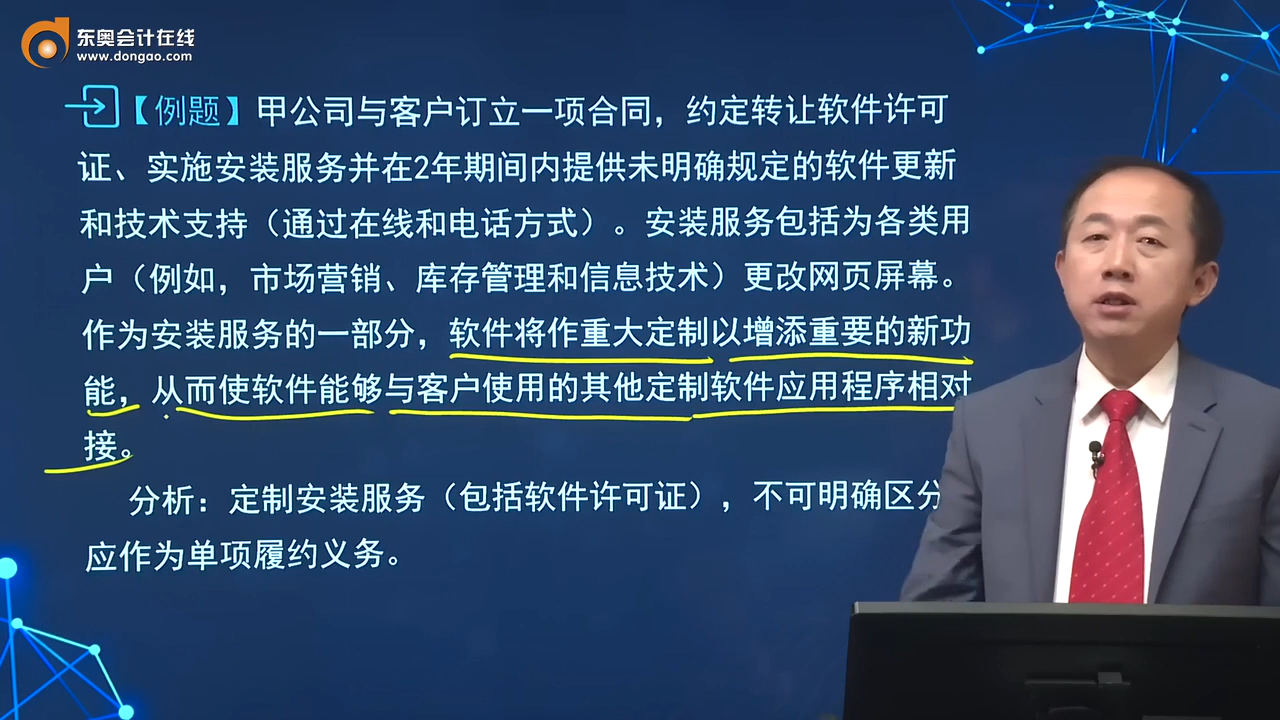 东奥会计在线
www.dongao.com
【例题】甲公司与客户订立一项合同，约定转让软件许可
证、实施安装服务并在2年期间内提供未明确规定的软件更新
和技术支持（通过在线和电话方式）。安装服务包括为各类用
户（例如，市场营销、库存管理和信息技术）更改网页屏幕。
作为安装服务的一部分，软件将作重大定制以增添重要的新功
能，从而使软件能够与客户使用的其他定制软件应用程序相对
接。
分析：定制安装服务（包括软件许可证），不可明确区分
应作为单项履约义务。